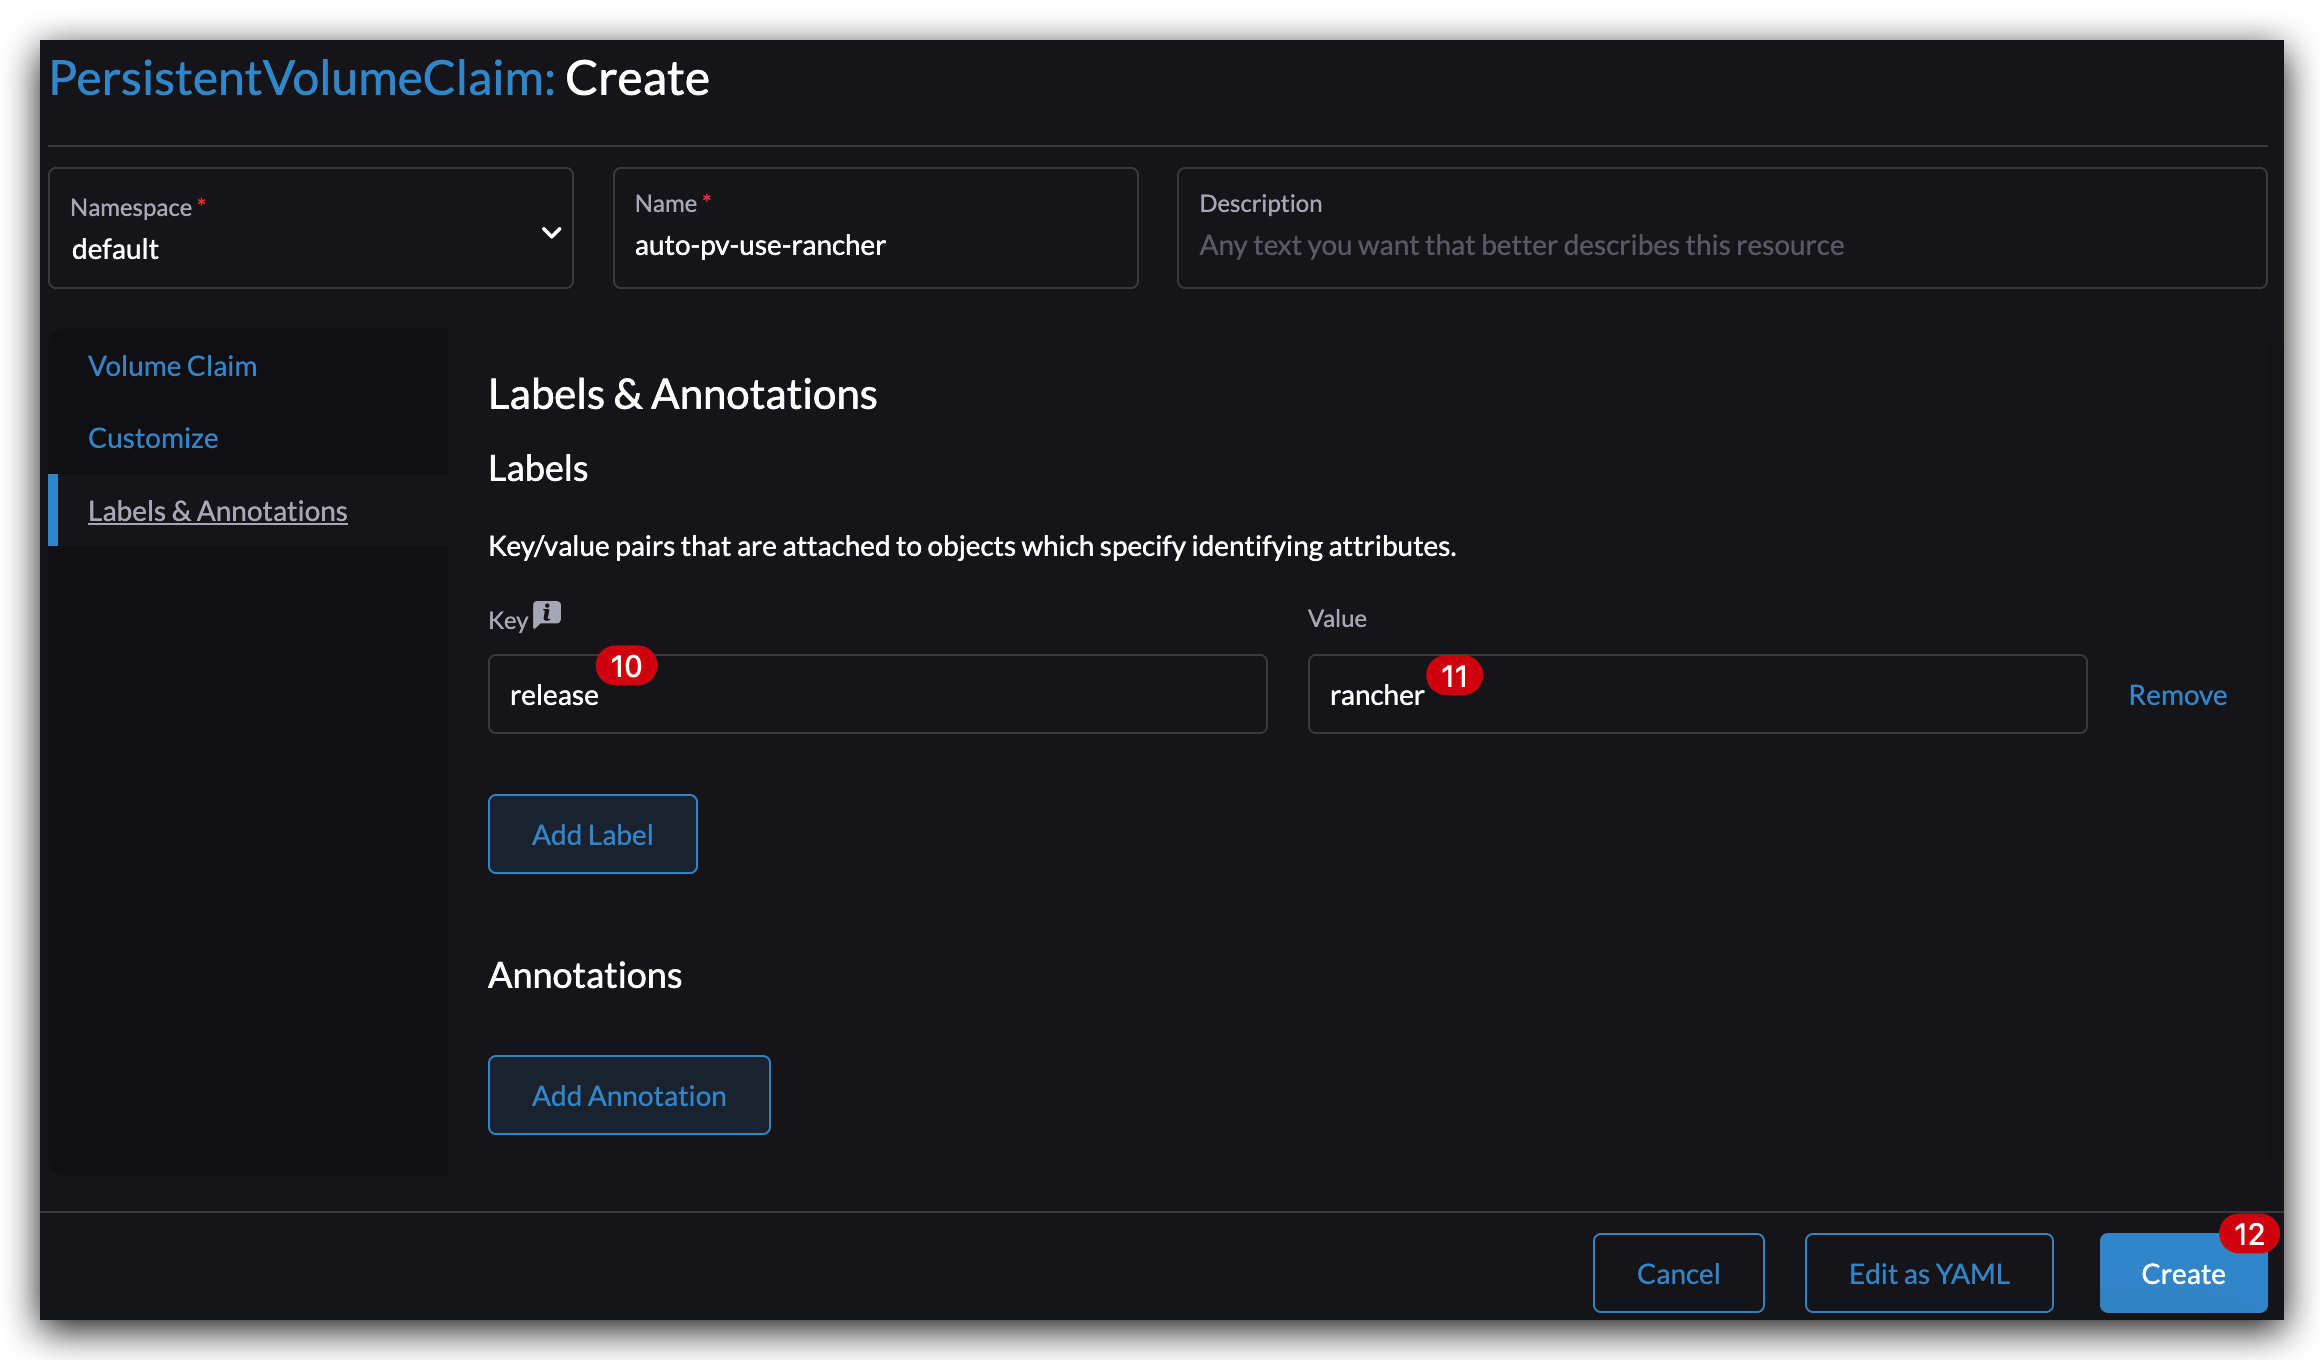 PersistentVolumeClaim: Create
Namespace *
default
Name *
auto-pv-use-rancher
Description
Any text you want that better describes this resource
Volume Claim
Customize
Labels & Annotations
Labels & Annotations
Labels
Key/value pairs that are attached to objects which specify identifying attributes.
Key i
Value
10
release
11
rancher
Remove
Add Label
Annotations
Add Annotation
12
Cancel
Edit as YAML
Create